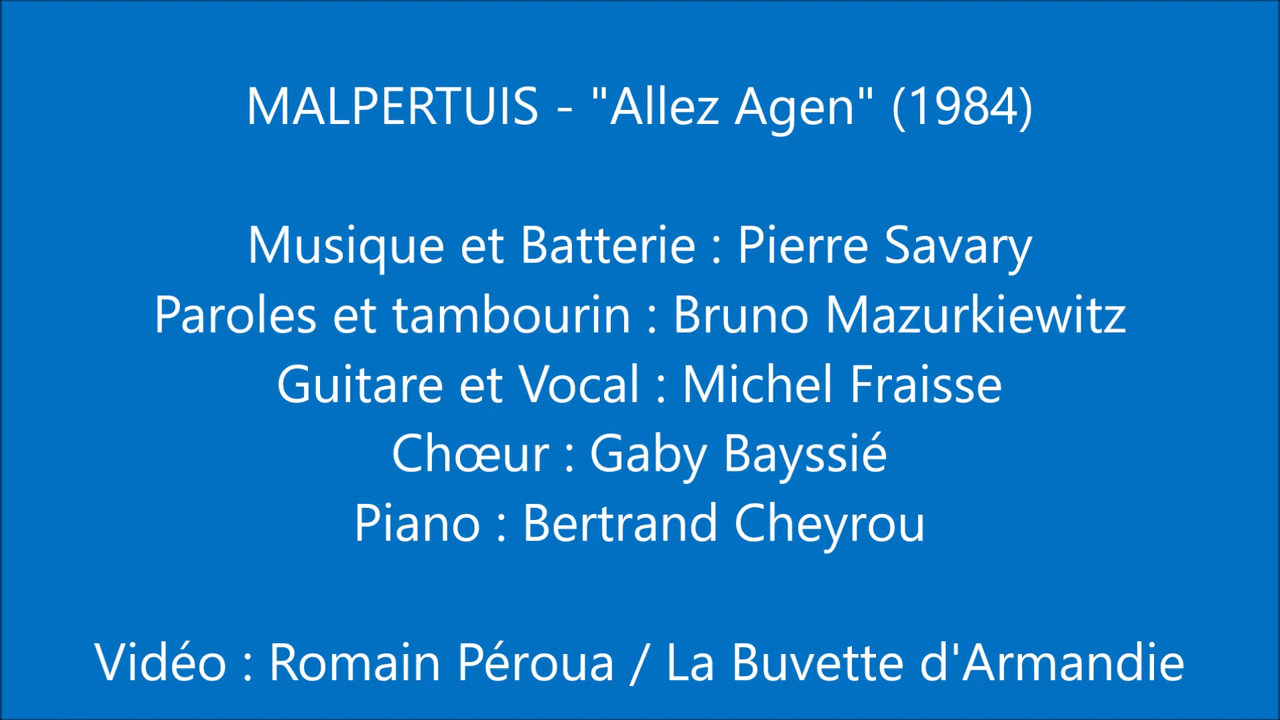 MALPERTUIS - "Allez Agen" (1984)
Musique et Batterie : Pierre Savary
Paroles et tambourin : Bruno Mazurkiewitz
Guitare et Vocal : Michel Fraisse
Chœur : Gaby Bayssié
Piano : Bertrand Cheyrou
Vidéo : Romain Péroua / La Buvette d'Armandie